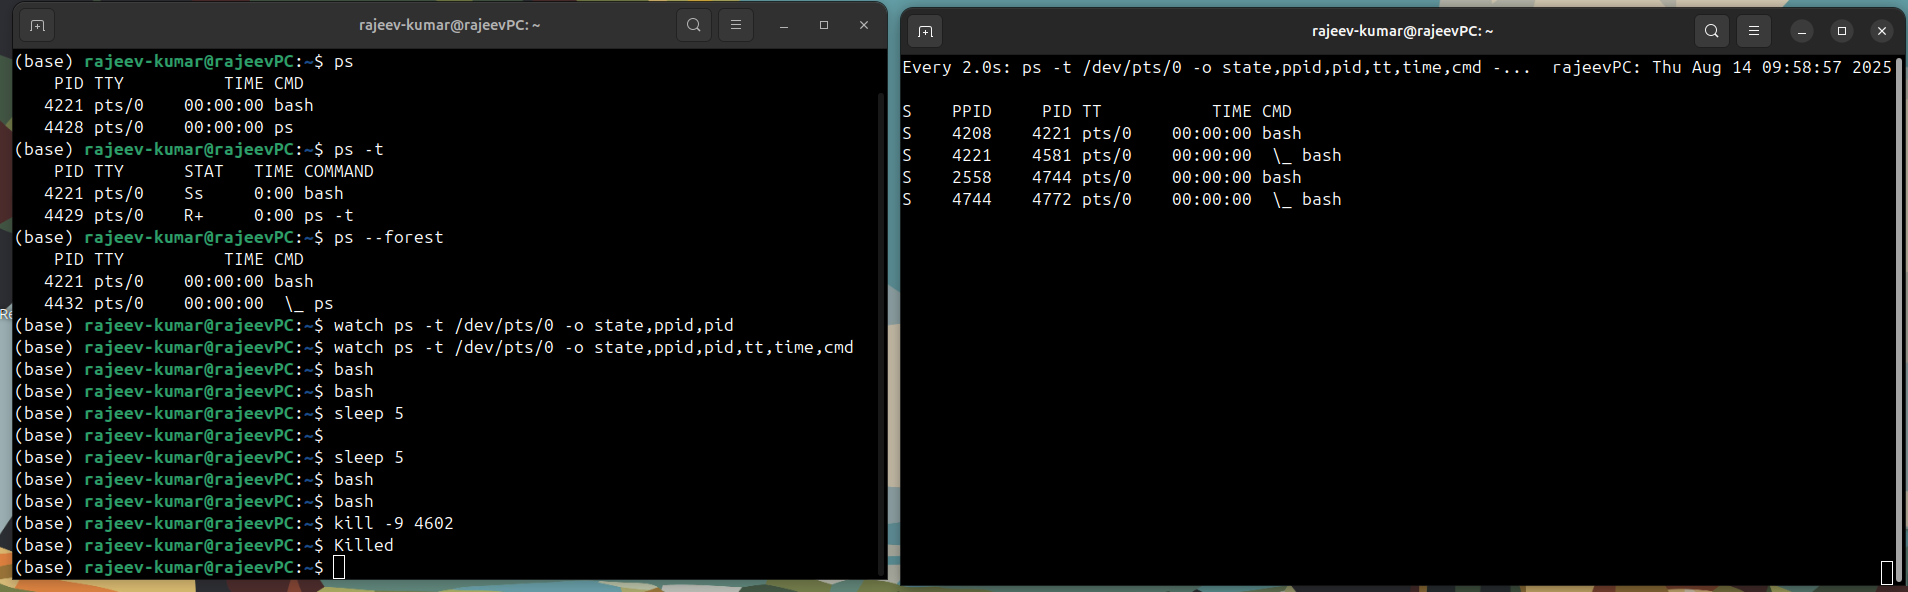 rajeev-kumar@rajeevPC: ~
(base) rajeev-kumar@rajeevPC:~$ ps
PID TTY TIME CMD
4221 pts/0 00:00:00 bash
4428 pts/0 00:00:00 ps
(base) rajeev-kumar@rajeevPC:~$ ps -t
PID TTY STAT TIME COMMAND
4221 pts/0 Ss 0:00 bash
4429 pts/0 R+ 0:00 ps -t
(base) rajeev-kumar@rajeevPC:~$ ps --forest
PID TTY TIME CMD
4221 pts/0 00:00:00 bash
4432 pts/0 00:00:00 \_ ps
(base) rajeev-kumar@rajeevPC:~$ watch ps -t /dev/pts/0 -o state,ppid,pid
(base) rajeev-kumar@rajeevPC:~$ watch ps -t /dev/pts/0 -o state,ppid,pid,tt,time,cmd
(base) rajeev-kumar@rajeevPC:~$ bash
(base) rajeev-kumar@rajeevPC:~$ bash
(base) rajeev-kumar@rajeevPC:~$ sleep 5
(base) rajeev-kumar@rajeevPC:~$
(base) rajeev-kumar@rajeevPC:~$ sleep 5
(base) rajeev-kumar@rajeevPC:~$ bash
(base) rajeev-kumar@rajeevPC:~$ bash
(base) rajeev-kumar@rajeevPC:~$ kill -9 4602
(base) rajeev-kumar@rajeevPC:~$ Killed
(base) rajeev-kumar@rajeevPC:~$
rajeev-kumar@rajeevPC: ~
Every 2.0s: ps -t /dev/pts/0 -o state,ppid,pid,tt,time,cmd -... rajeevPC: Thu Aug 14 09:58:57 2025
S PPID PID TT TIME CMD
S 4208 4221 pts/0 00:00:00 bash
S 4221 4581 pts/0 00:00:00 \_ bash
S 2558 4744 pts/0 00:00:00 bash
S 4744 4772 pts/0 00:00:00 \_ bash